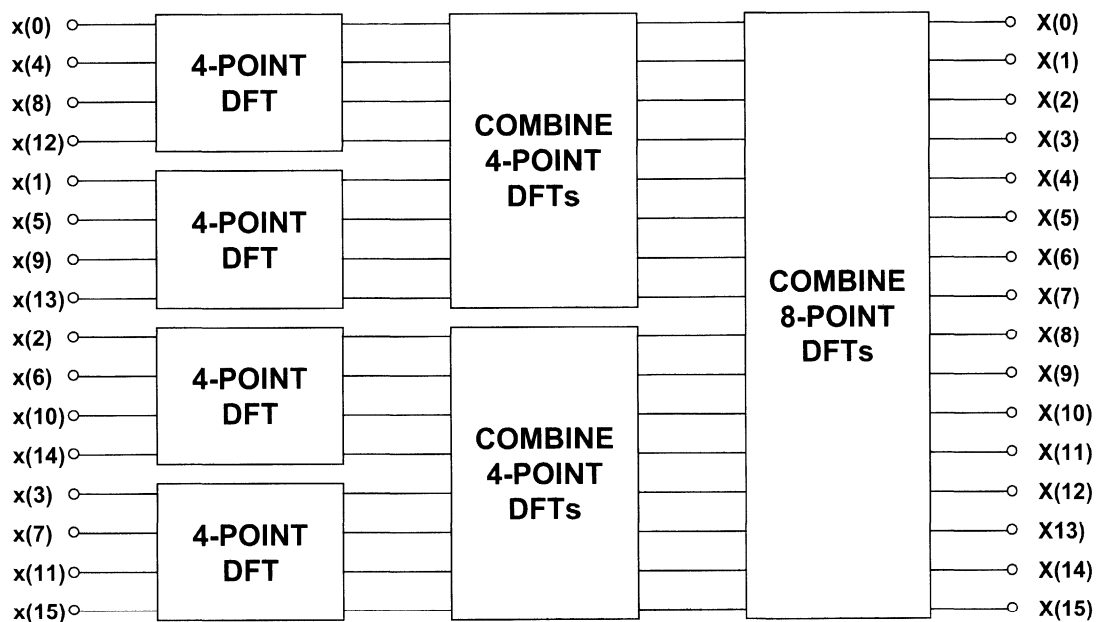 x(0)
x(4)
x(8)
x(12)
x(1)
x(5)
x(9)
x(13)
x(2)
x(6)
x(10)
x(14)
x(3)
x(7)
x(11)
x(15)
4-POINT
DFT
4-POINT
DFT
4-POINT
DFT
4-POINT
DFT
COMBINE
4-POINT
DFTs
COMBINE
4-POINT
DFTs
COMBINE
8-POINT
DFTs
X(0)
X(1)
X(2)
X(3)
X(4)
X(5)
X(6)
X(7)
X(8)
X(9)
X(10)
X(11)
X(12)
X13)
X(14)
X(15)